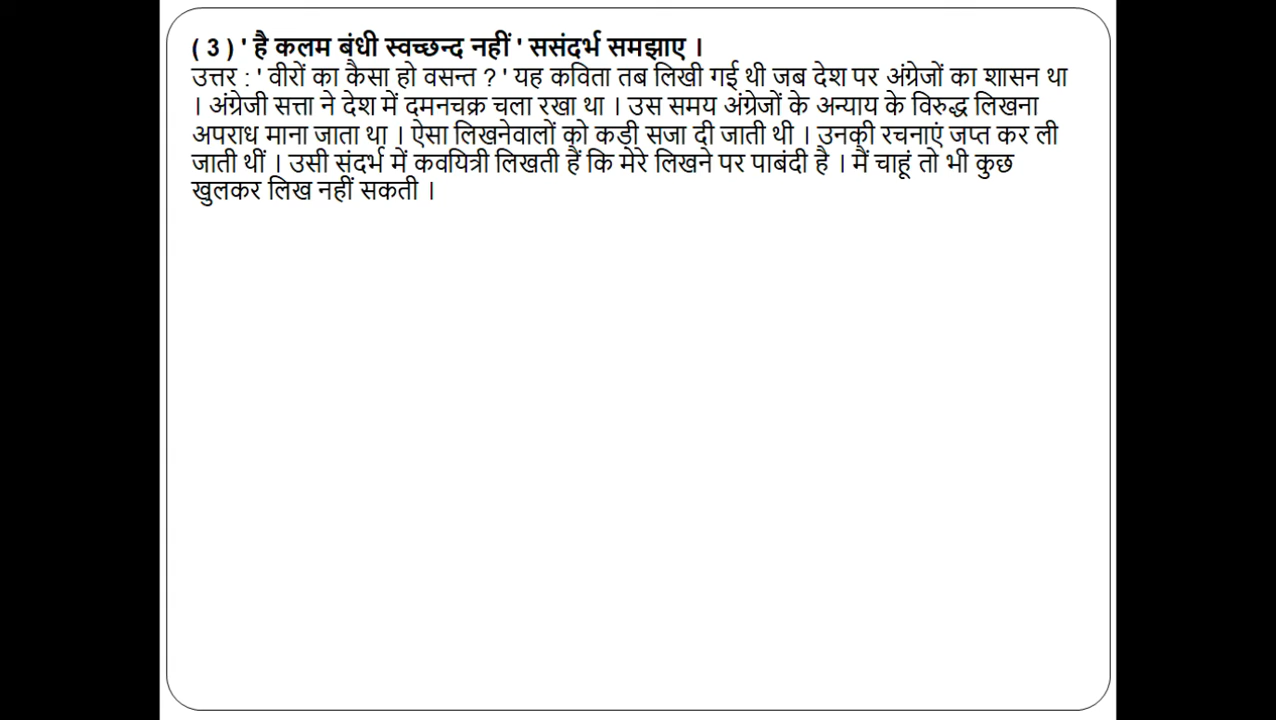 ( 3 ) ' है कलम बंधी स्वच्छन्द नहीं ' ससंदर्भ समझाए ।
उत्तर : ' वीरों का कैसा हो वसन्त ? ' यह कविता तब लिखी गई थी जब देश पर अंग्रेजों का शासन था
। अंग्रेजी सत्ता ने देश में दमनचक्र चला रखा था । उस समय अंग्रेजों के अन्याय के विरुद्ध लिखना
अपराध माना जाता था । ऐसा लिखनेवालों को कड़ी सजा दी जाती थी । उनकी रचनाएं जप्त कर ली
जाती थीं । उसी संदर्भ में कवयित्री लिखती हैं कि मेरे लिखने पर पाबंदी है । मैं चाहूं तो भी कुछ
खुलकर लिख नहीं सकती ।